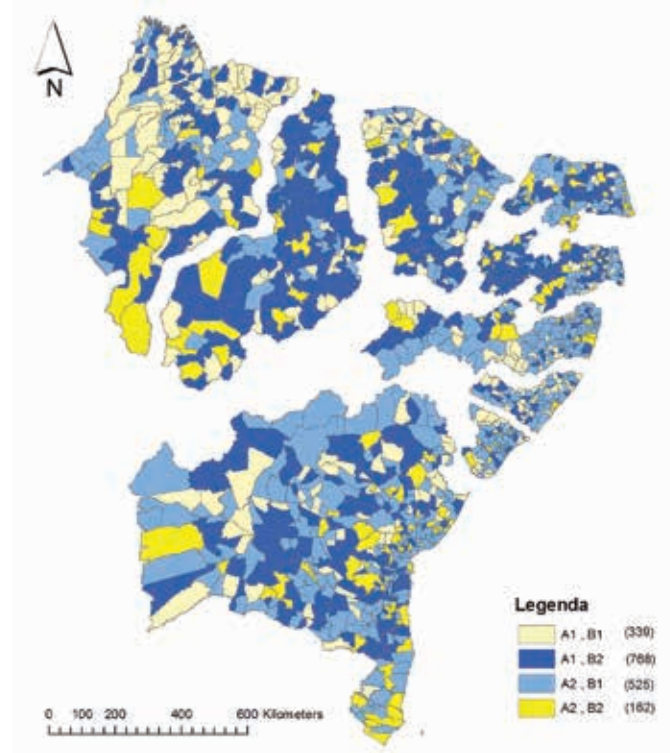 N
Legenda
A1 , B1 (339)
A1 , B2 (768)
A2 , B1 (525)
A2 , B2 (162)
0 100 200 400 600 Kilometers